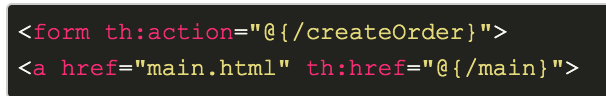 <form th:action="@{/createOrder}">
<a href="main.html" th:href="@{/main}">